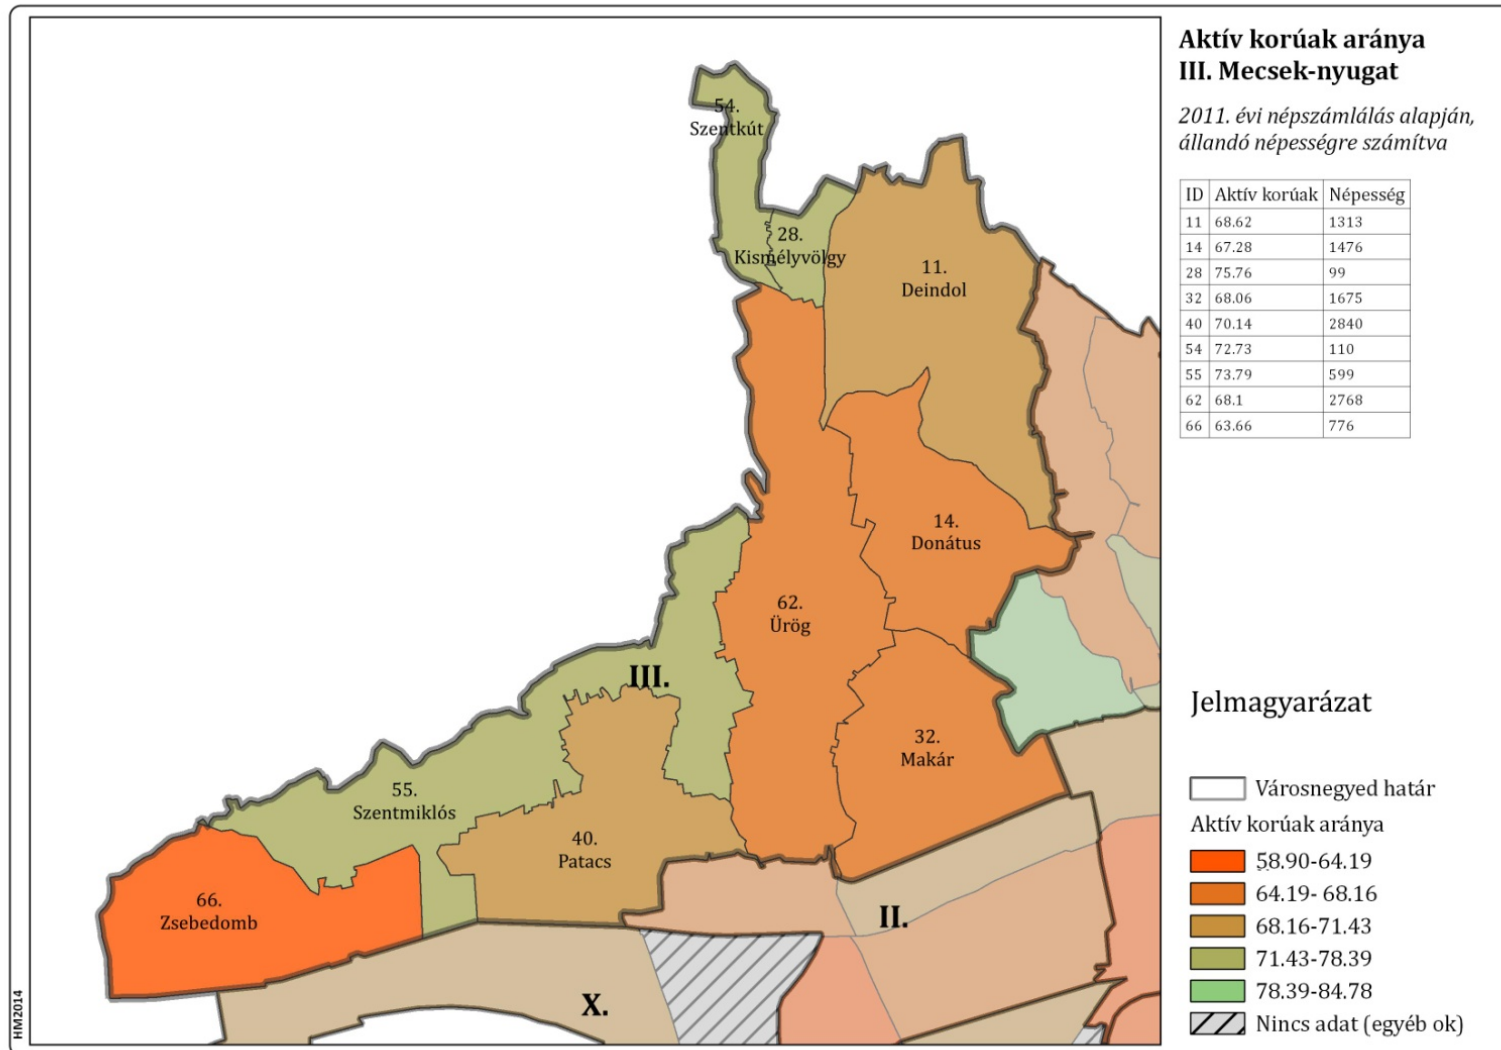 Aktív korúak aránya
III. Mecsek-nyugat
2011. évi népszámlálás alapján,
állandó népességre számítva
ID Aktív korúak Népesség
11 68.62 1313
14 67.28 1476
28 75.76 99
32 68.06 1675
40 70.14 2840
54 72.73 110
55 73.79 599
62 68.1 2768
66 63.66 776
54.
Szentkút
28.
Kismélyvölgy
11.
Deindol
14.
Donátus
62.
Ürög
III.
32.
Makár
55.
Szentmiklós
40.
Patacs
66.
Zsebedomb
II.
X.
Jelmagyarázat
Városnegyed határ
Aktív korúak aránya
58.90-64.19
64.19- 68.16
68.16-71.43
71.43-78.39
78.39-84.78
Nincs adat (egyéb ok)
HM2014